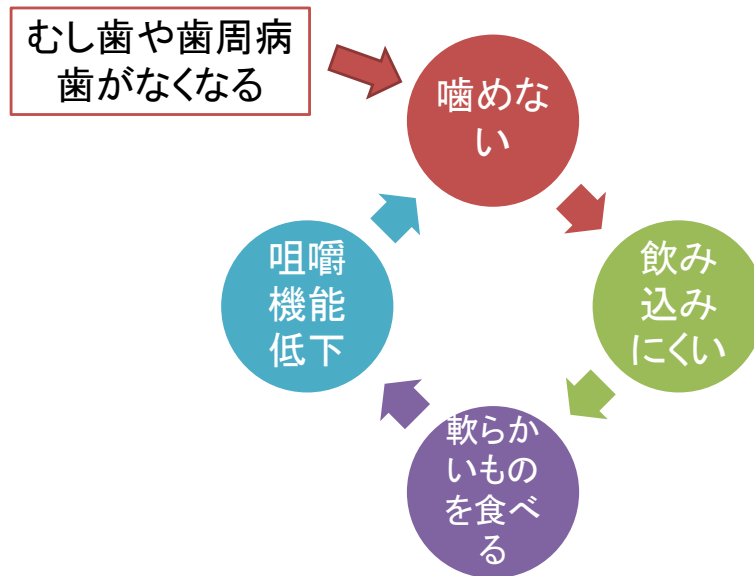 むし歯や歯周病
歯がなくなる
噛めな
い
飲み
込み
にくい
軟らか
いもの
を食べ
る
咀嚼
機能
低下